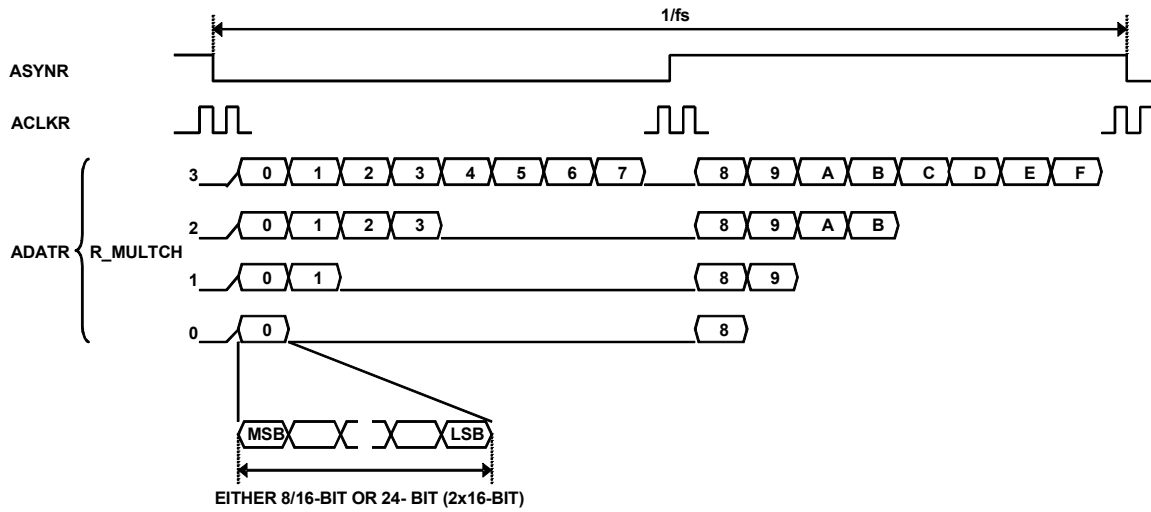 1/fs
ASYNR
ACLKR
3 0 1 2 3 4 5 6 7 8 9 A B C D E F
2 0 1 2 3 8 9 A B
ADATR R_MULTCH
1 0 1 8 9
0 0 8
MSB LSB
EITHER 8/16-BIT OR 24- BIT (2x16-BIT)